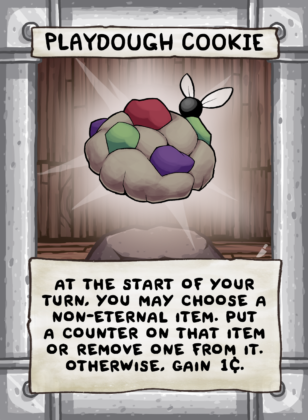 PLAYDOUGH COOKIE
AT THE START OF YOUR
TURN, YOU MAY CHOOSE A
NON-ETERNAL ITEM. PUT
A COUNTER ON THAT ITEM
OR REMOVE ONE FROM IT.
OTHERWISE, GAIN 1¢.